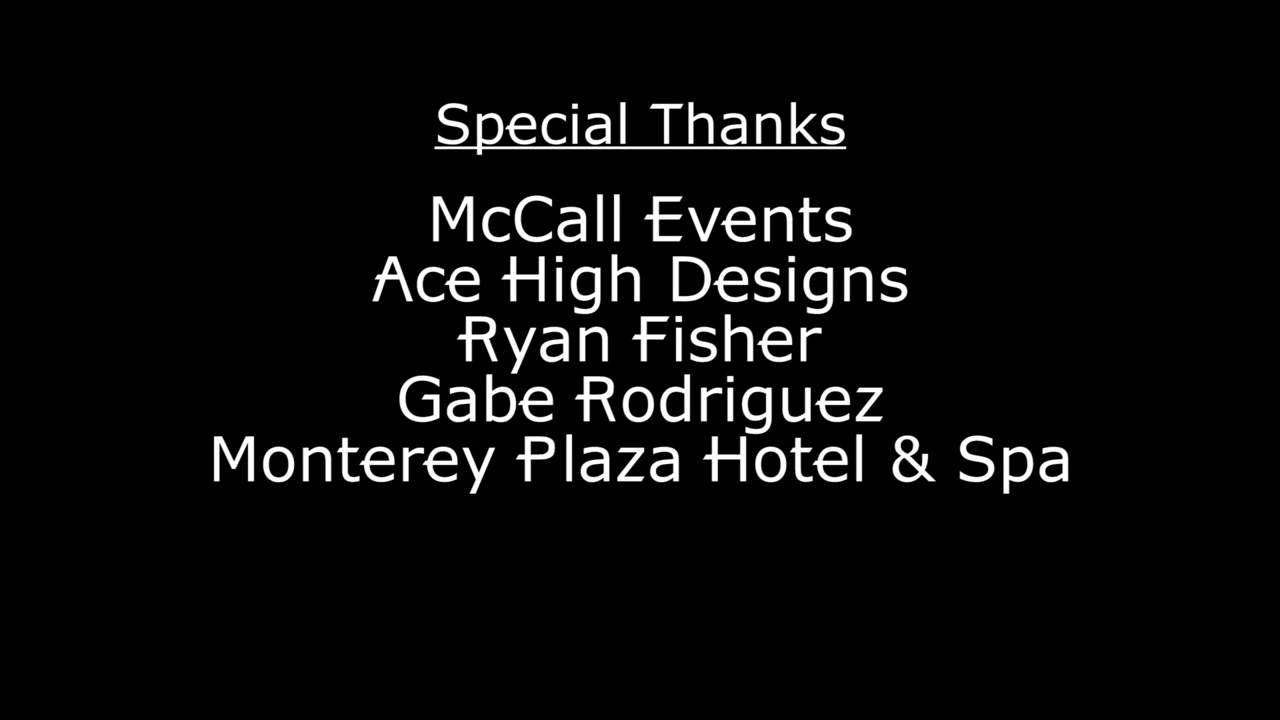 Special Thanks
McCall Events
Ace High Designs
Ryan Fisher
Gabe Rodriguez
Monterey Plaza Hotel & Spa